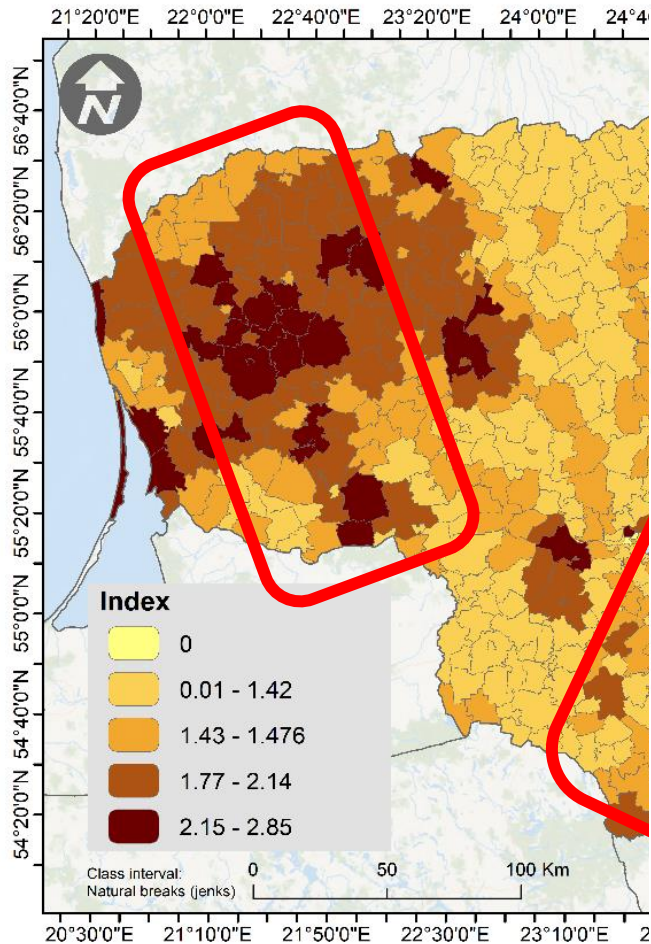 21°20'0"E 22°0'0"E 22°40'0"E 23°20'0"E 24°0'0"E 24°4
N
56°40'0"N
56°20'0"N
56°0'0"N
55°40'0"N
55°20'0"N
55°0'0"N
54°40'0"N
54°20'0"N
Index
0
0.01 - 1.42
1.43 - 1.476
1.77 - 2.14
2.15 - 2.85
Class interval:
Natural breaks (jenks)
0 50 100 Km
20°30'0"E 21°10'0"E 21°50'0"E 22°30'0"E 23°10'0"E 2